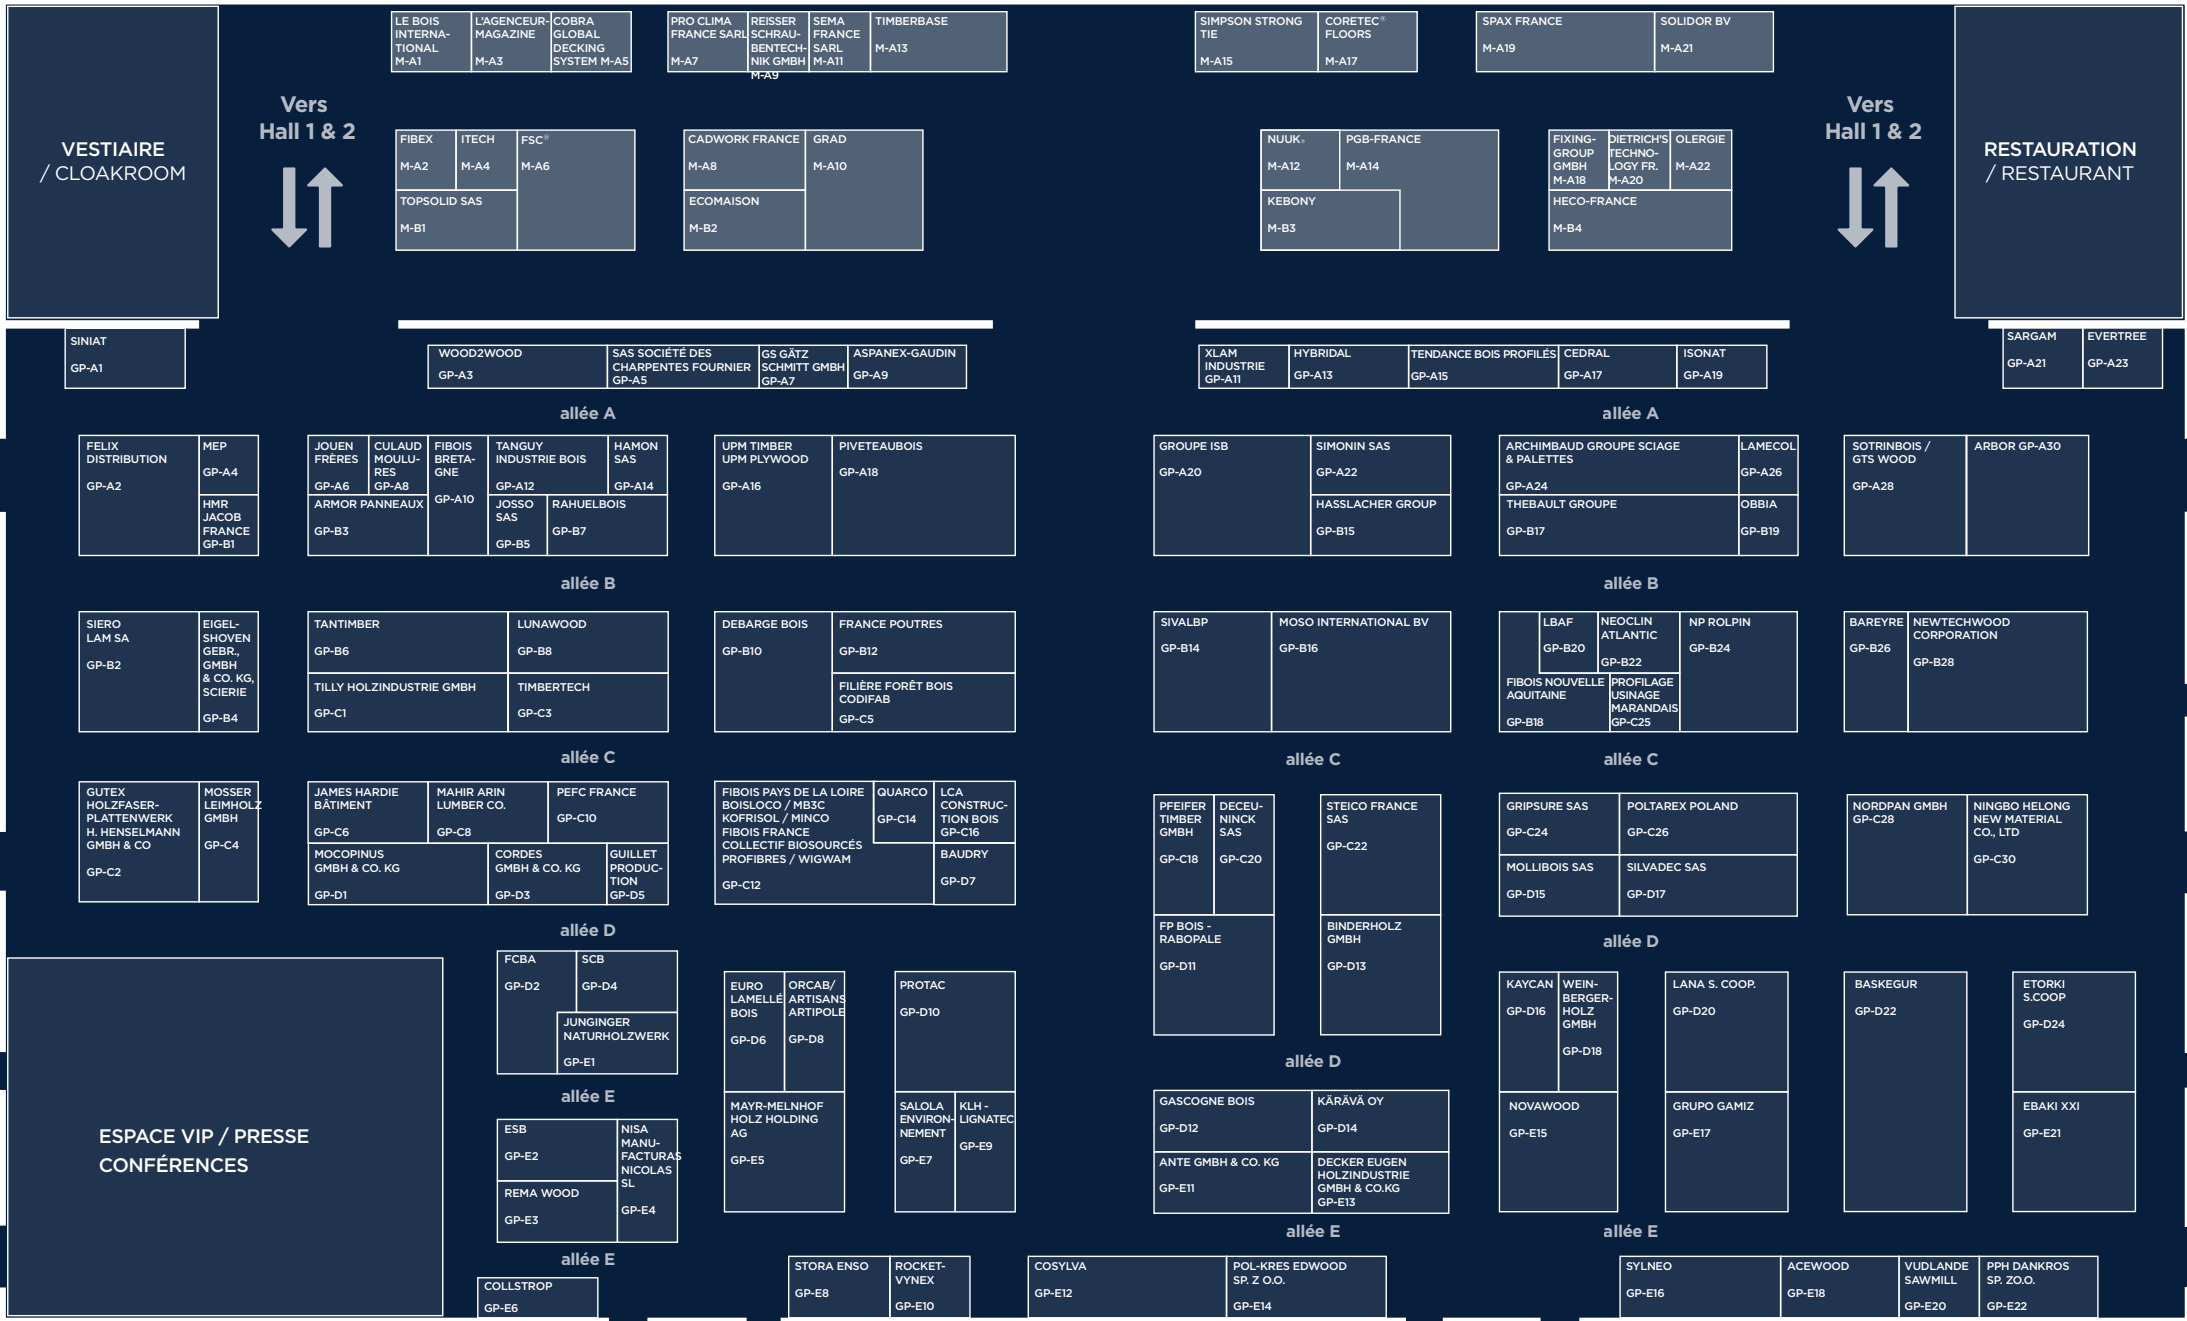 LE BOIS
INTERNA-
TIONAL
M-A1
L'AGENCEUR-
MAGAZINE
M-A3
COBRA
GLOBAL
DECKING
SYSTEM M-A5
PRO CLIMA
FRANCE SARL
M-A7
REISSER
SCHRAU-
BENTECH-
NIK GMBH
M-A9
SEMA
FRANCE
SARL
M-A11
TIMBERBASE
M-A13
SIMPSON STRONG
TIE
M-A15
CORETEC®
FLOORS
M-A17
SPAX FRANCE
M-A19
SOLIDOR BV
M-A21
VESTIAIRE
/ CLOAKROOM
Vers
Hall 1 & 2
FIBEX
M-A2
ITECH
M-A4
FSC®
M-A6
TOPSOLID SAS
M-B1
CADWORK FRANCE
M-A8
GRAD
M-A10
ECOMAISON
M-B2
NUUK®
M-A12
PGB-FRANCE
M-A14
KEBONY
M-B3
FIXING-
GROUP
GMBH
M-A18
DIETRICH'S
TECHNO-
LOGY FR.
M-A20
OLERGIE
M-A22
HECO-FRANCE
M-B4
Vers
Hall 1 & 2
RESTAURATION
/ RESTAURANT
SINIAT
GP-A1
WOOD2WOOD
GP-A3
SAS SOCIÉTÉ DES
CHARPENTES FOURNIER
GP-A5
GS GÄTZ
SCHMITT GMBH
GP-A7
ASPANEX-GAUDIN
GP-A9
XLAM
INDUSTRIE
GP-A11
HYBRIDAL
GP-A13
TENDANCE BOIS PROFILÉS
GP-A15
CEDRAL
GP-A17
ISONAT
GP-A19
SARGAM
GP-A21
EVERTREE
GP-A23
allée A
allée A
FELIX
DISTRIBUTION
GP-A2
MEP
GP-A4
HMR
JACOB
FRANCE
GP-B1
JOUEN
FRÈRES
GP-A6
CULAUD
MOULU-
RES
GP-A8
FIBOIS
BRETA-
GNE
GP-A10
TANGUY
INDUSTRIE BOIS
GP-A12
HAMON
SAS
GP-A14
ARMOR PANNEAUX
GP-B3
JOSSO
SAS
GP-B5
RAHUELBOIS
GP-B7
UPM TIMBER
UPM PLYWOOD
GP-A16
PIVETEAUBOIS
GP-A18
GROUPE ISB
GP-A20
SIMONIN SAS
GP-A22
HASSLACHER GROUP
GP-B15
ARCHIMBAUD GROUPE SCIAGE
& PALETTES
GP-A24
LAMECOL
GP-A26
THEBAULT GROUPE
GP-B17
OBBIA
GP-B19
SOTRINBOIS /
GTS WOOD
GP-A28
ARBOR GP-A30
allée B
allée B
SIERO
LAM SA
GP-B2
EIGEL-
SHOVEN
GEBR.,
GMBH
& CO. KG,
SCIERIE
GP-B4
TANTIMBER
GP-B6
LUNAWOOD
GP-B8
TILLY HOLZINDUSTRIE GMBH
GP-C1
TIMBERTECH
GP-C3
DEBARGE BOIS
GP-B10
FRANCE POUTRES
GP-B12
FILIÈRE FORÊT BOIS
CODIFAB
GP-C5
SIVALBP
GP-B14
MOSO INTERNATIONAL BV
GP-B16
LBAF
GP-B20
NEOCLIN
ATLANTIC
GP-B22
NP ROLPIN
GP-B24
FIBOIS NOUVELLE
AQUITAINE
GP-B18
PROFILAGE
USINAGE
MARANDAIS
GP-C25
BAREYRE
GP-B26
NEWTECHWOOD
CORPORATION
GP-B28
allée C
allée C
allée C
GUTEX
HOLZFASER-
PLATTENWERK
H. HENSELMANN
GMBH & CO
GP-C2
MOSSER
LEIMHOLZ
GMBH
GP-C4
JAMES HARDIE
BÂTIMENT
GP-C6
MAHIR ARIN
LUMBER CO.
GP-C8
PEFC FRANCE
GP-C10
MOCOPINUS
GMBH & CO. KG
GP-D1
CORDES
GMBH & CO. KG
GP-D3
GUILLET
PRODUC-
TION
GP-D5
FIBOIS PAYS DE LA LOIRE
BOISLOCO / MB3C
KOFRISOL / MINCO
FIBOIS FRANCE
COLLECTIF BIOSOURCÉS
PROFIBRES / WIGWAM
GP-C12
QUARCO
GP-C14
LCA
CONSTRUC-
TION BOIS
GP-C16
BAUDRY
GP-D7
PFEIFER
TIMBER
GMBH
GP-C18
DECEU-
NINCK
SAS
GP-C20
FP BOIS -
RABOPALE
GP-D11
STEICO FRANCE
SAS
GP-C22
BINDERHOLZ
GMBH
GP-D13
GRIPSURE SAS
GP-C24
POLTAREX POLAND
GP-C26
MOLLIBOIS SAS
GP-D15
SILVADEC SAS
GP-D17
NORDPAN GMBH
GP-C28
NINGBO HELONG
NEW MATERIAL
CO., LTD
GP-C30
allée D
allée D
allée D
ESPACE VIP / PRESSE
CONFÉRENCES
FCBA
GP-D2
SCB
GP-D4
JUNGINGER
NATURHOLZWERK
GP-E1
EURO
LAMELLÉ
BOIS
GP-D6
ORCAB/
ARTISANS
ARTIPOLE
GP-D8
PROTAC
GP-D10
MAYR-MELNHOF
HOLZ HOLDING
AG
GP-E5
SALOLA
ENVIRON-
NEMENT
GP-E7
KLH -
LIGNATEC
GP-E9
KAYCAN
GP-D16
WEIN-
BERGER-
HOLZ
GMBH
GP-D18
LANA S. COOP.
GP-D20
BASKEGUR
GP-D22
ETORKI
S.COOP
GP-D24
NOVAWOOD
GP-E15
GRUPO GAMIZ
GP-E17
EBAKI XXI
GP-E21
allée E
ESB
GP-E2
NISA
MANU-
FACTURAS
NICOLAS
SL
GP-E4
REMA WOOD
GP-E3
GASCOGNE BOIS
GP-D12
KÄRÄVÄ OY
GP-D14
ANTE GMBH & CO. KG
GP-E11
DECKER EUGEN
HOLZINDUSTRIE
GMBH & CO.KG
GP-E13
allée E
allée E
allée E
COLLSTROP
GP-E6
STORA ENSO
GP-E8
ROCKET-
VYNEX
GP-E10
COSYLVA
GP-E12
POL-KRES EDWOOD
SP. Z O.O.
GP-E14
SYLNEO
GP-E16
ACEWOOD
GP-E18
VUDLANDE
SAWMILL
GP-E20
PPH DANKROS
SP. ZO.O.
GP-E22